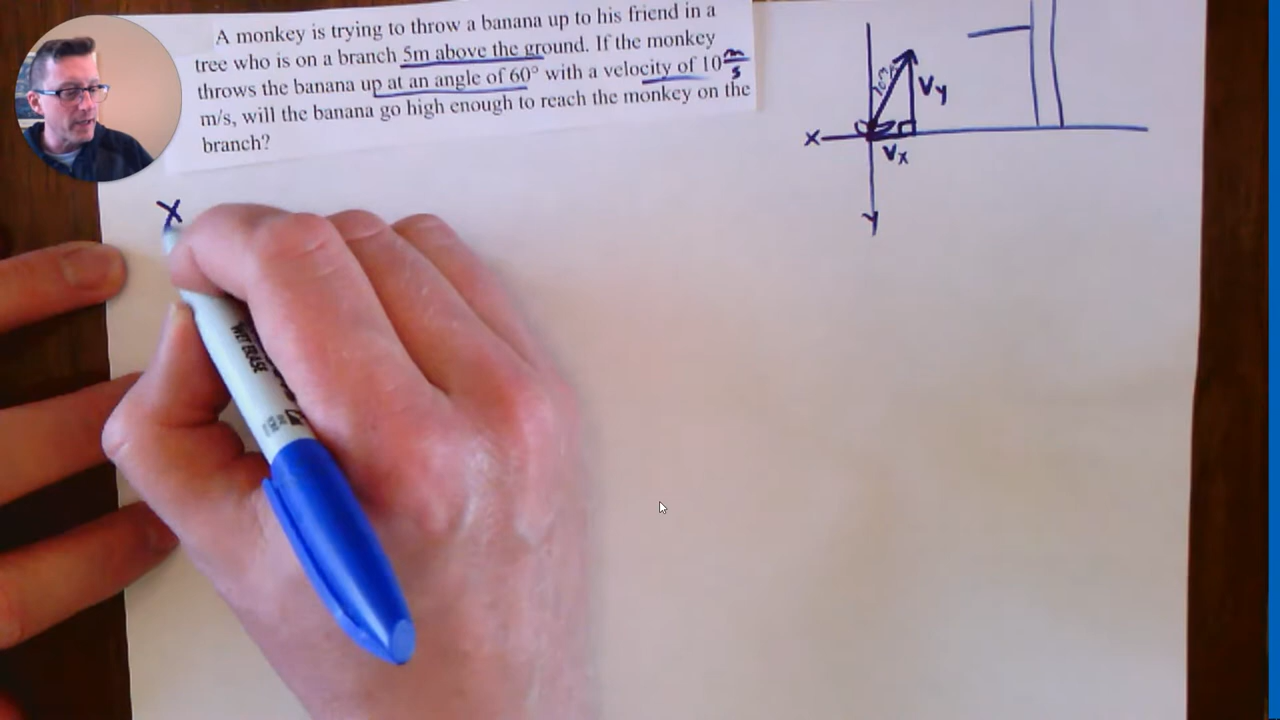 A monkey is trying to throw a banana up to his friend in a
tree who is on a branch 5m above the ground. If the monkey
throws the banana up at an angle of 60° with a velocity of 10 m/s
m/s, will the banana go high enough to reach the monkey on the
branch?
Vy
x
Vx
y
X
WET ERASE